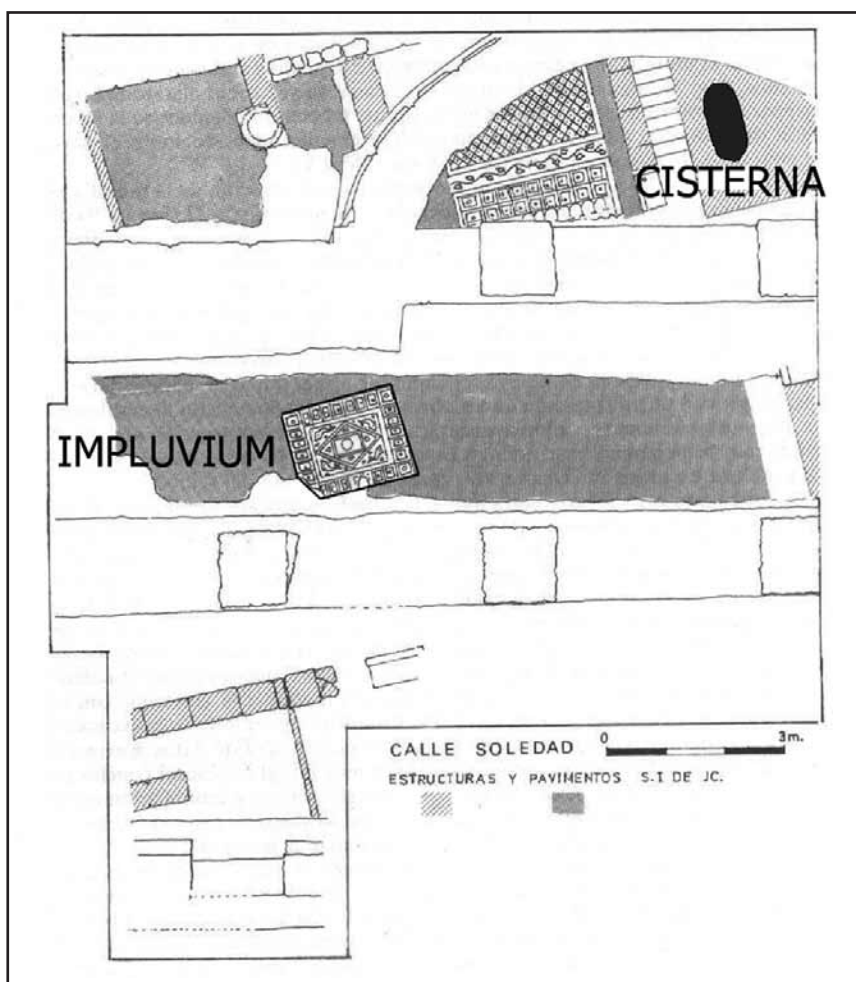 CISTERNA
IMPLUVIUM
CALLE SOLEDAD 0 3m.
ESTRUCTURAS Y PAVIMENTOS S.I DE JC.